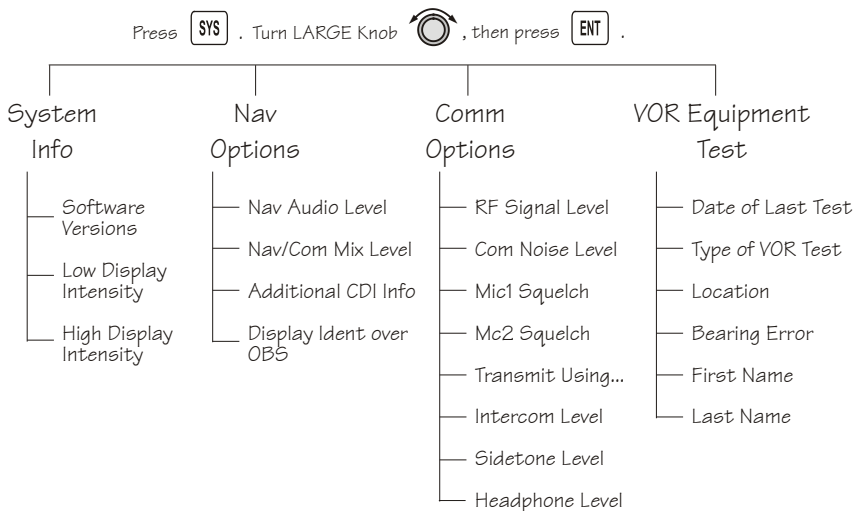 Press SYS . Turn LARGE Knob , then press ENT .
System
Info
Software
Versions
Low Display
Intensity
High Display
Intensity
Nav
Options
Nav Audio Level
Nav/Com Mix Level
Additional CDI Info
Display Ident over
OBS
Comm
Options
RF Signal Level
Com Noise Level
Mic1 Squelch
Mc2 Squelch
Transmit Using...
Intercom Level
Sidetone Level
Headphone Level
VOR Equipment
Test
Date of Last Test
Type of VOR Test
Location
Bearing Error
First Name
Last Name